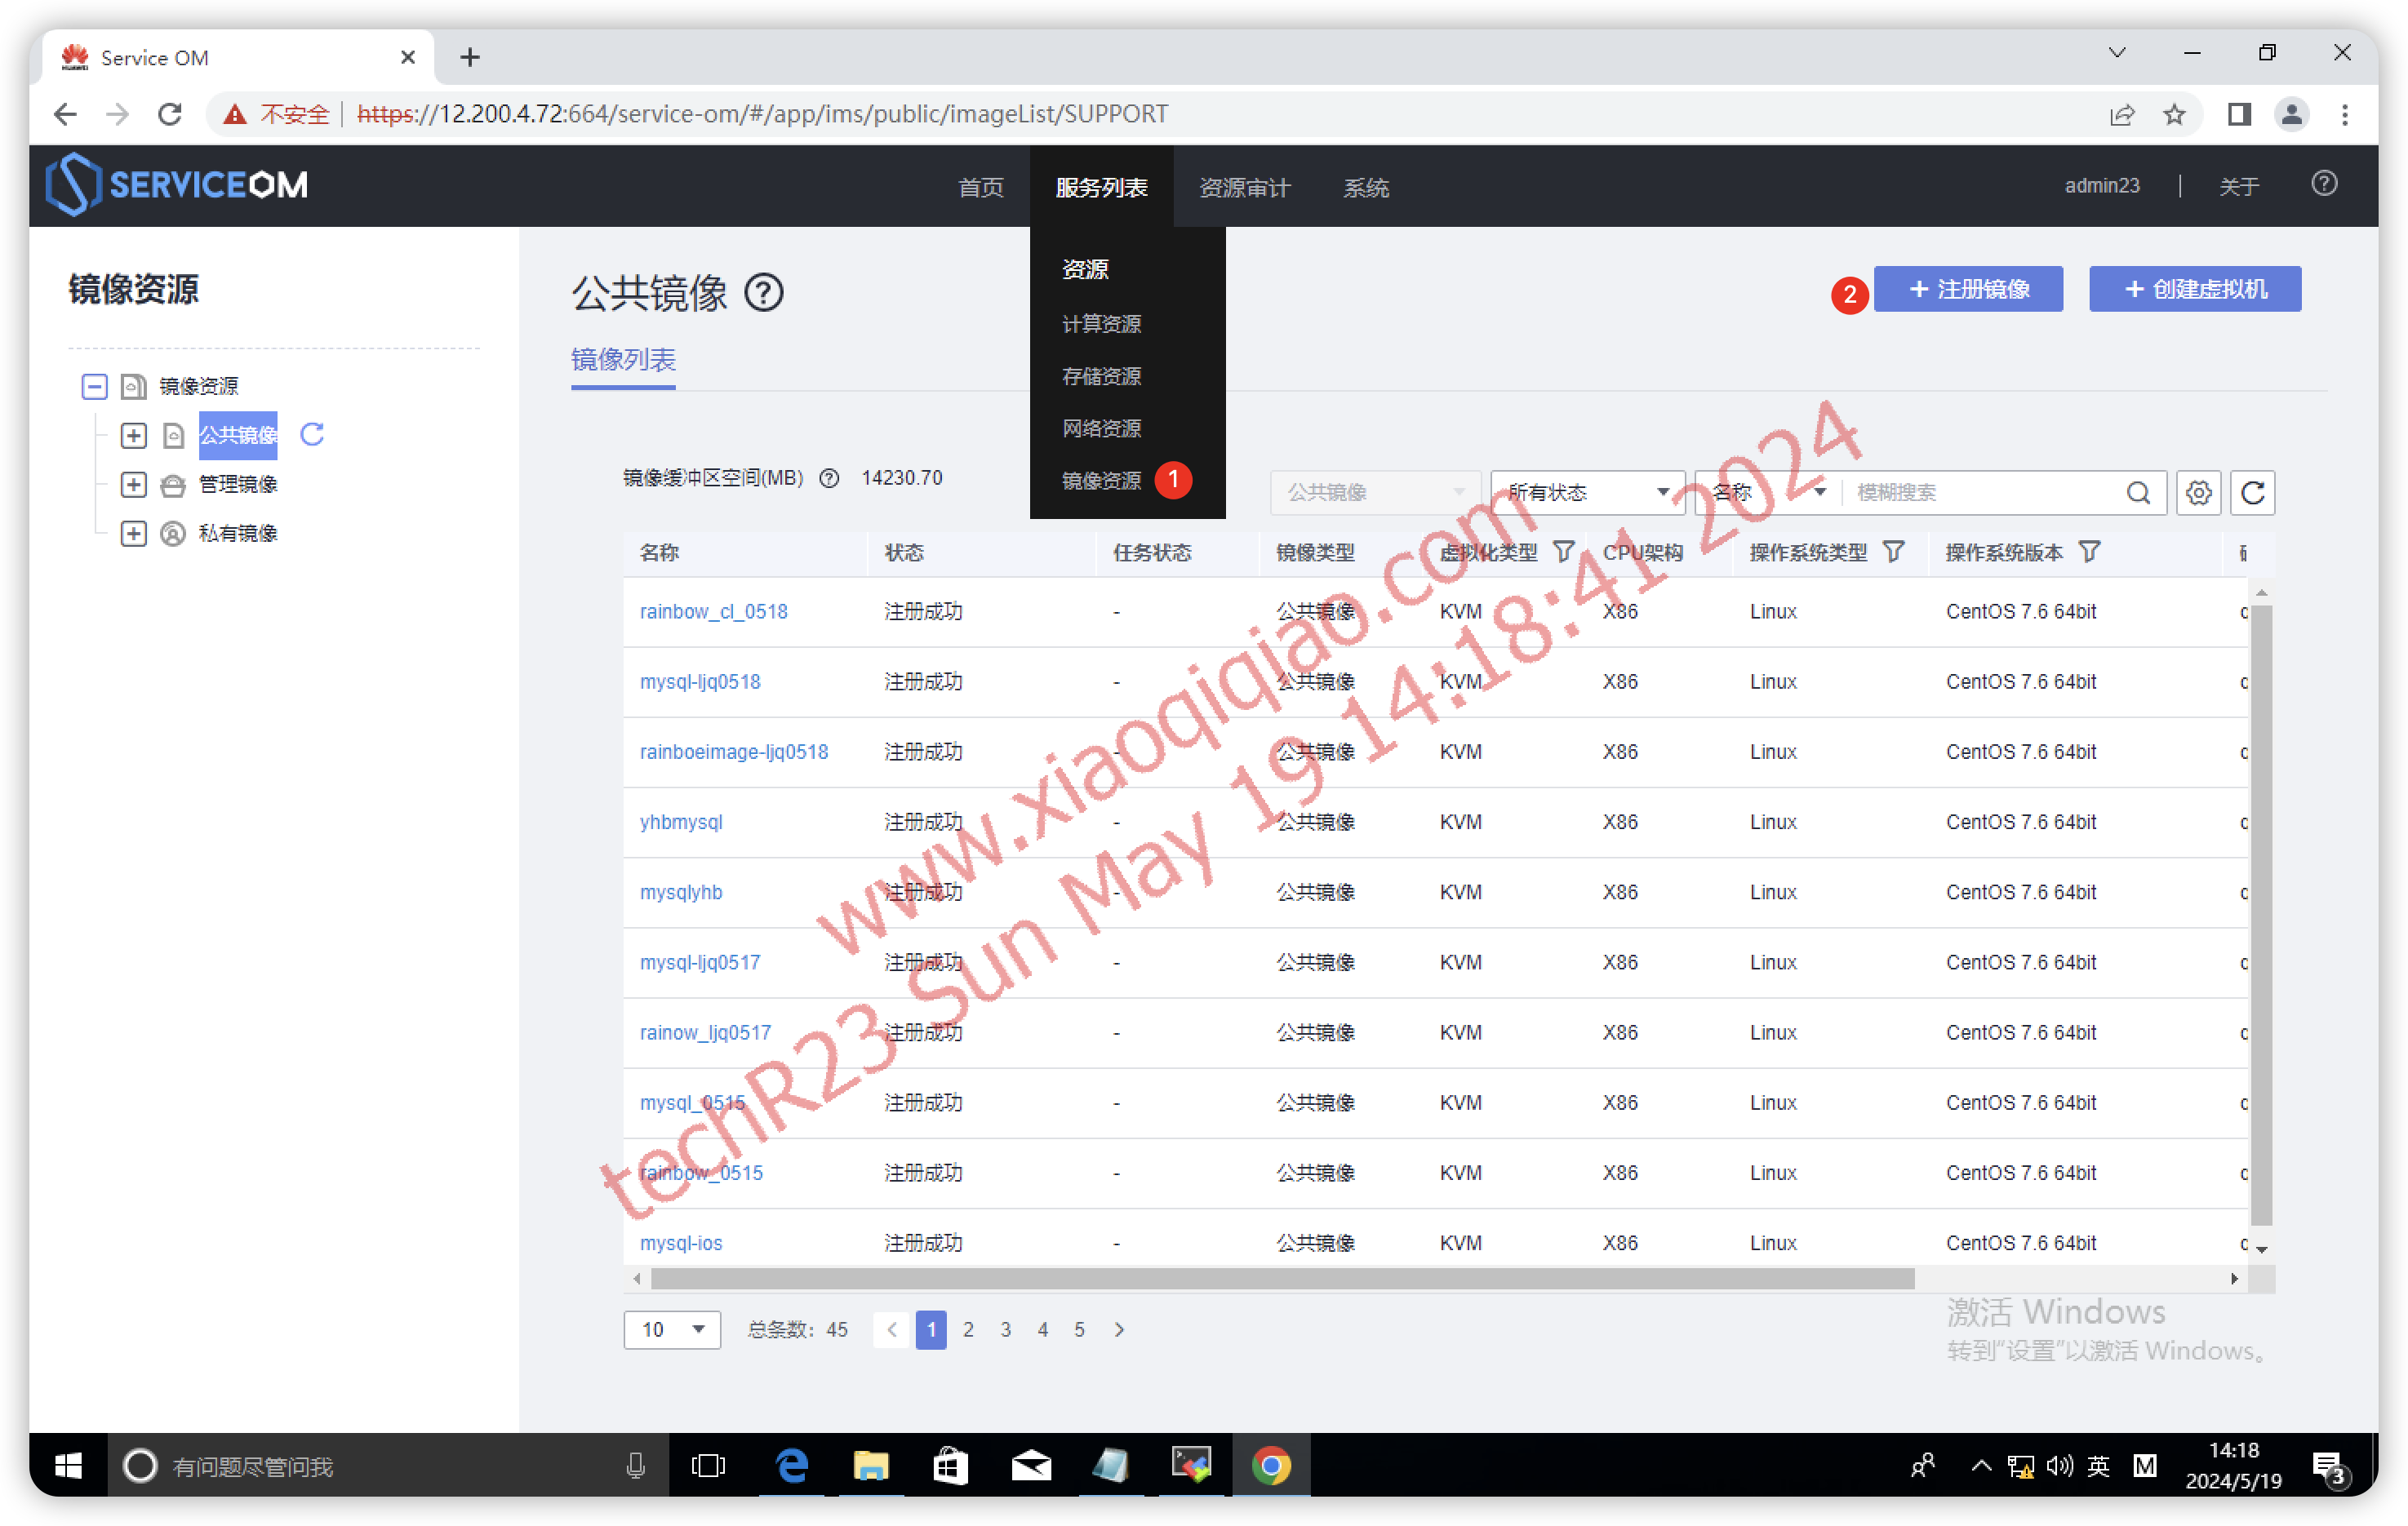 Service OM
HUAWEI
不安全 https://12.200.4.72:664/service-om/#/app/ims/public/imageList/SUPPORT
SERVICEOM
首页 服务列表 资源审计 系统
admin23 | 关于
资源
计算资源
存储资源
网络资源
镜像资源 1
镜像资源
镜像资源
公共镜像
管理镜像
私有镜像
公共镜像
2 + 注册镜像 + 创建虚拟机
镜像列表
镜像缓冲区空间(MB) 14230.70
公共镜像 所有状态 名称 模糊搜索
名称 状态 任务状态 镜像类型 虚拟化类型 CPU架构 操作系统类型 操作系统版本
rainbow_cl_0518 注册成功 - 公共镜像 KVM X86 Linux CentOS 7.6 64bit
mysql-ljq0518 注册成功 - 公共镜像 KVM X86 Linux CentOS 7.6 64bit
rainboeimage-ljq0518 注册成功 - 公共镜像 KVM X86 Linux CentOS 7.6 64bit
yhbmysql 注册成功 - 公共镜像 KVM X86 Linux CentOS 7.6 64bit
mysqlyhb 注册成功 - 公共镜像 KVM X86 Linux CentOS 7.6 64bit
mysql-ljq0517 注册成功 - 公共镜像 KVM X86 Linux CentOS 7.6 64bit
rainow_ljq0517 注册成功 - 公共镜像 KVM X86 Linux CentOS 7.6 64bit
mysql_0515 注册成功 - 公共镜像 KVM X86 Linux CentOS 7.6 64bit
rainbow_0515 注册成功 - 公共镜像 KVM X86 Linux CentOS 7.6 64bit
mysql-ios 注册成功 - 公共镜像 KVM X86 Linux CentOS 7.6 64bit
10 总条数: 45 < 1 2 3 4 5 >
www.xiaoqiqiao.com
techR23 Sun May 19 14:18:41 2024
激活 Windows
转到“设置”以激活 Windows。
有问题尽管问我
英 M
14:18
2024/5/19
3